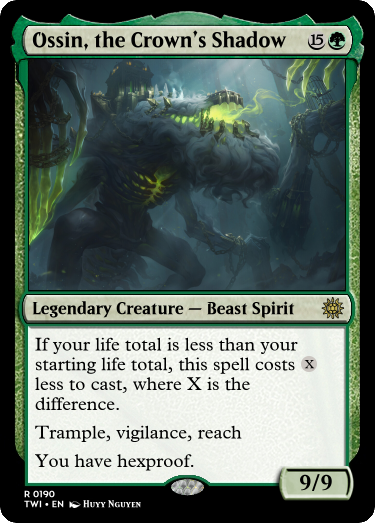 Ossin, the Crown's Shadow 15
Legendary Creature — Beast Spirit
If your life total is less than your
starting life total, this spell costs X
less to cast, where X is the
difference.
Trample, vigilance, reach
You have hexproof.
9/9
R 0190
TWI • EN Huyy Nguyen